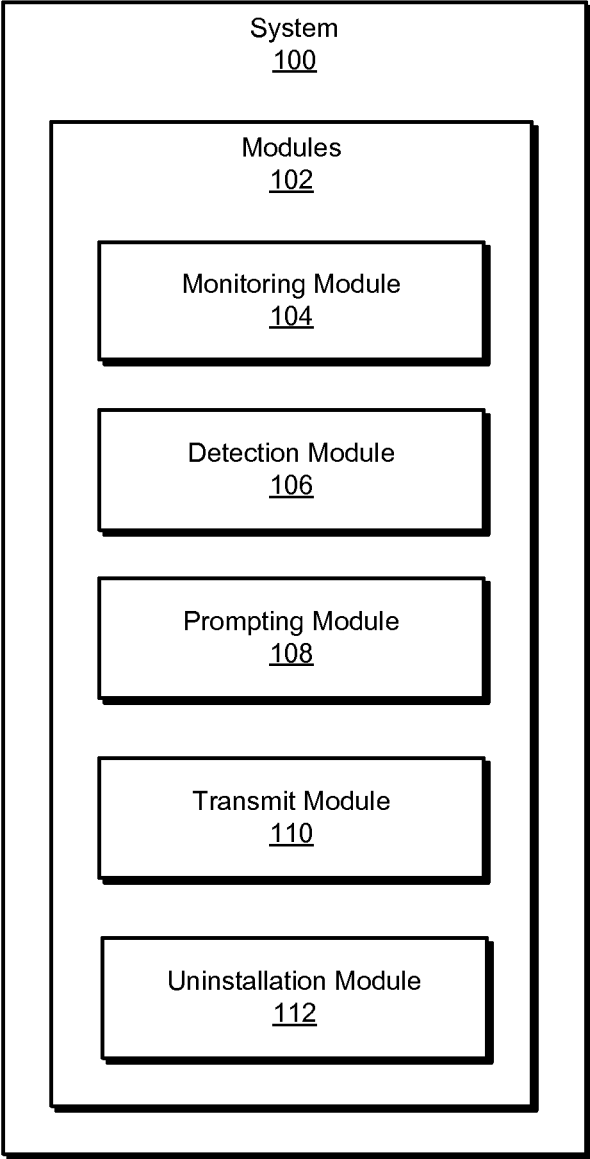 System
100
Modules
102
Monitoring Module
104
Detection Module
106
Prompting Module
108
Transmit Module
110
Uninstallation Module
112